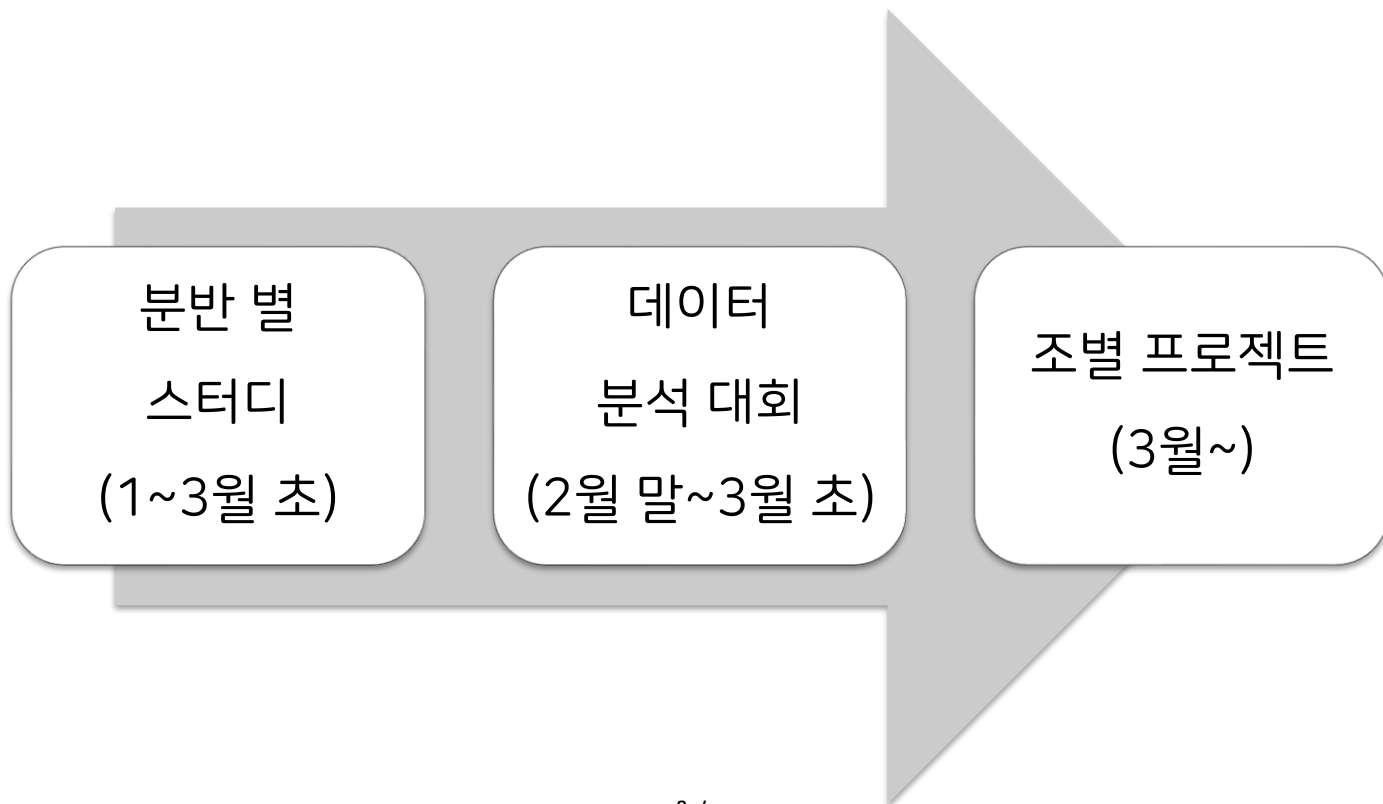 분반 별
스터디
(1~3월 초)
데이터
분석 대회
(2월 말~3월 초)
조별 프로젝트
(3월~)